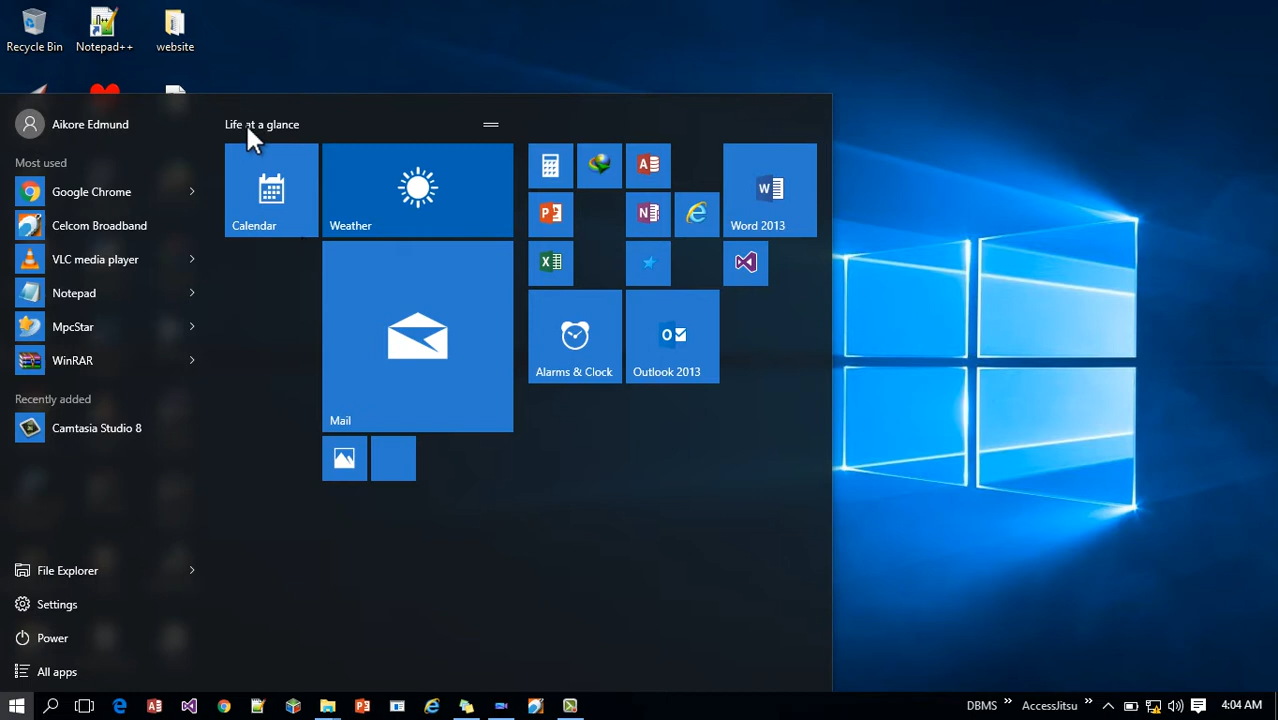 Recycle Bin
Notepad++
website
Aikore Edmund
Most used
Google Chrome
Celcom Broadband
VLC media player
Notepad
MpcStar
WinRAR
Recently added
Camtasia Studio 8
File Explorer
Settings
Power
All apps
Life at a glance
Calendar
Weather
Mail
Word 2013
Alarms & Clock
Outlook 2013
DBMS
AccessJitsu
4:04 AM